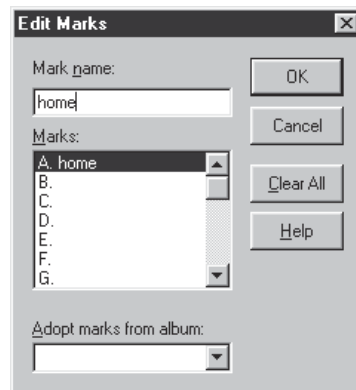 Edit Marks
Mark name:
home
OK
Cancel
Marks:
A. home
B.
C.
D.
E.
F.
G.
Clear All
Help
Adopt marks from album: